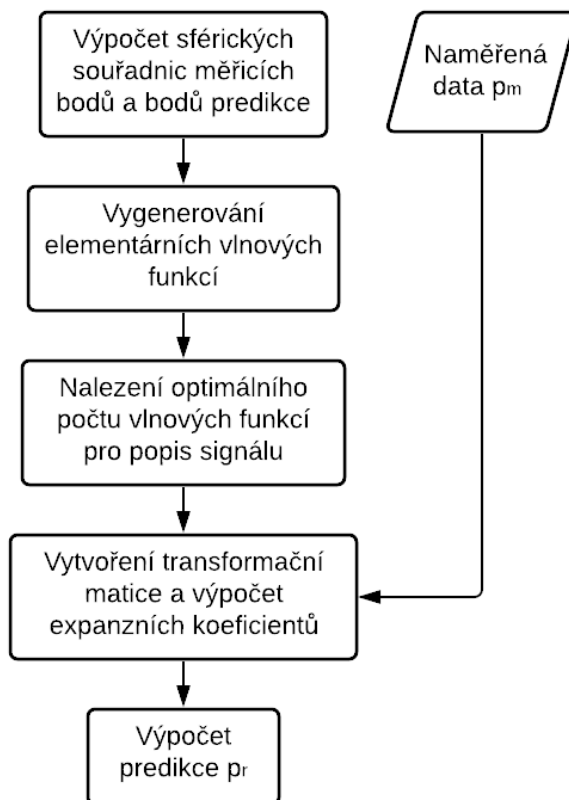 Výpočet sférických
souřadnic měřicích
bodů a bodů predikce
Naměřená
data pm
Vygenerování
elementárních vlnových
funkcí
Nalezení optimálního
počtu vlnových funkcí
pro popis signálu
Vytvoření transformační
matice a výpočet
expanzních koeficientů
Výpočet
predikce pr